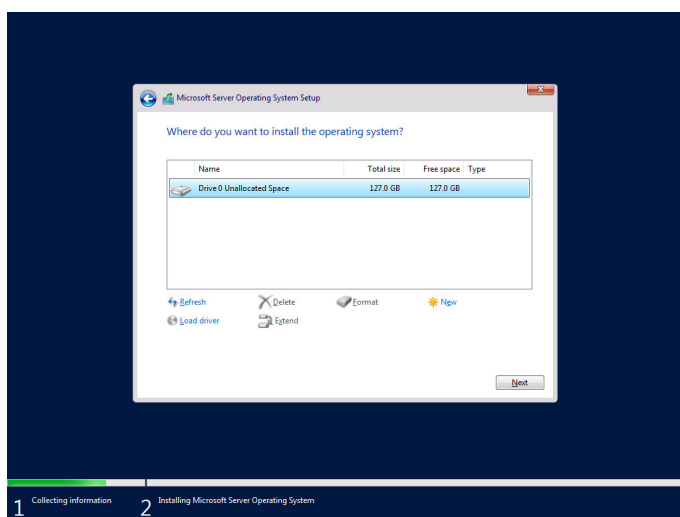 Microsoft Server Operating System Setup
Where do you want to install the operating system?
Name Total size Free space Type
Drive 0 Unallocated Space 127.0 GB 127.0 GB
Refresh Delete Format New
Load driver Extend
Next
1 Collecting information 2 Installing Microsoft Server Operating System